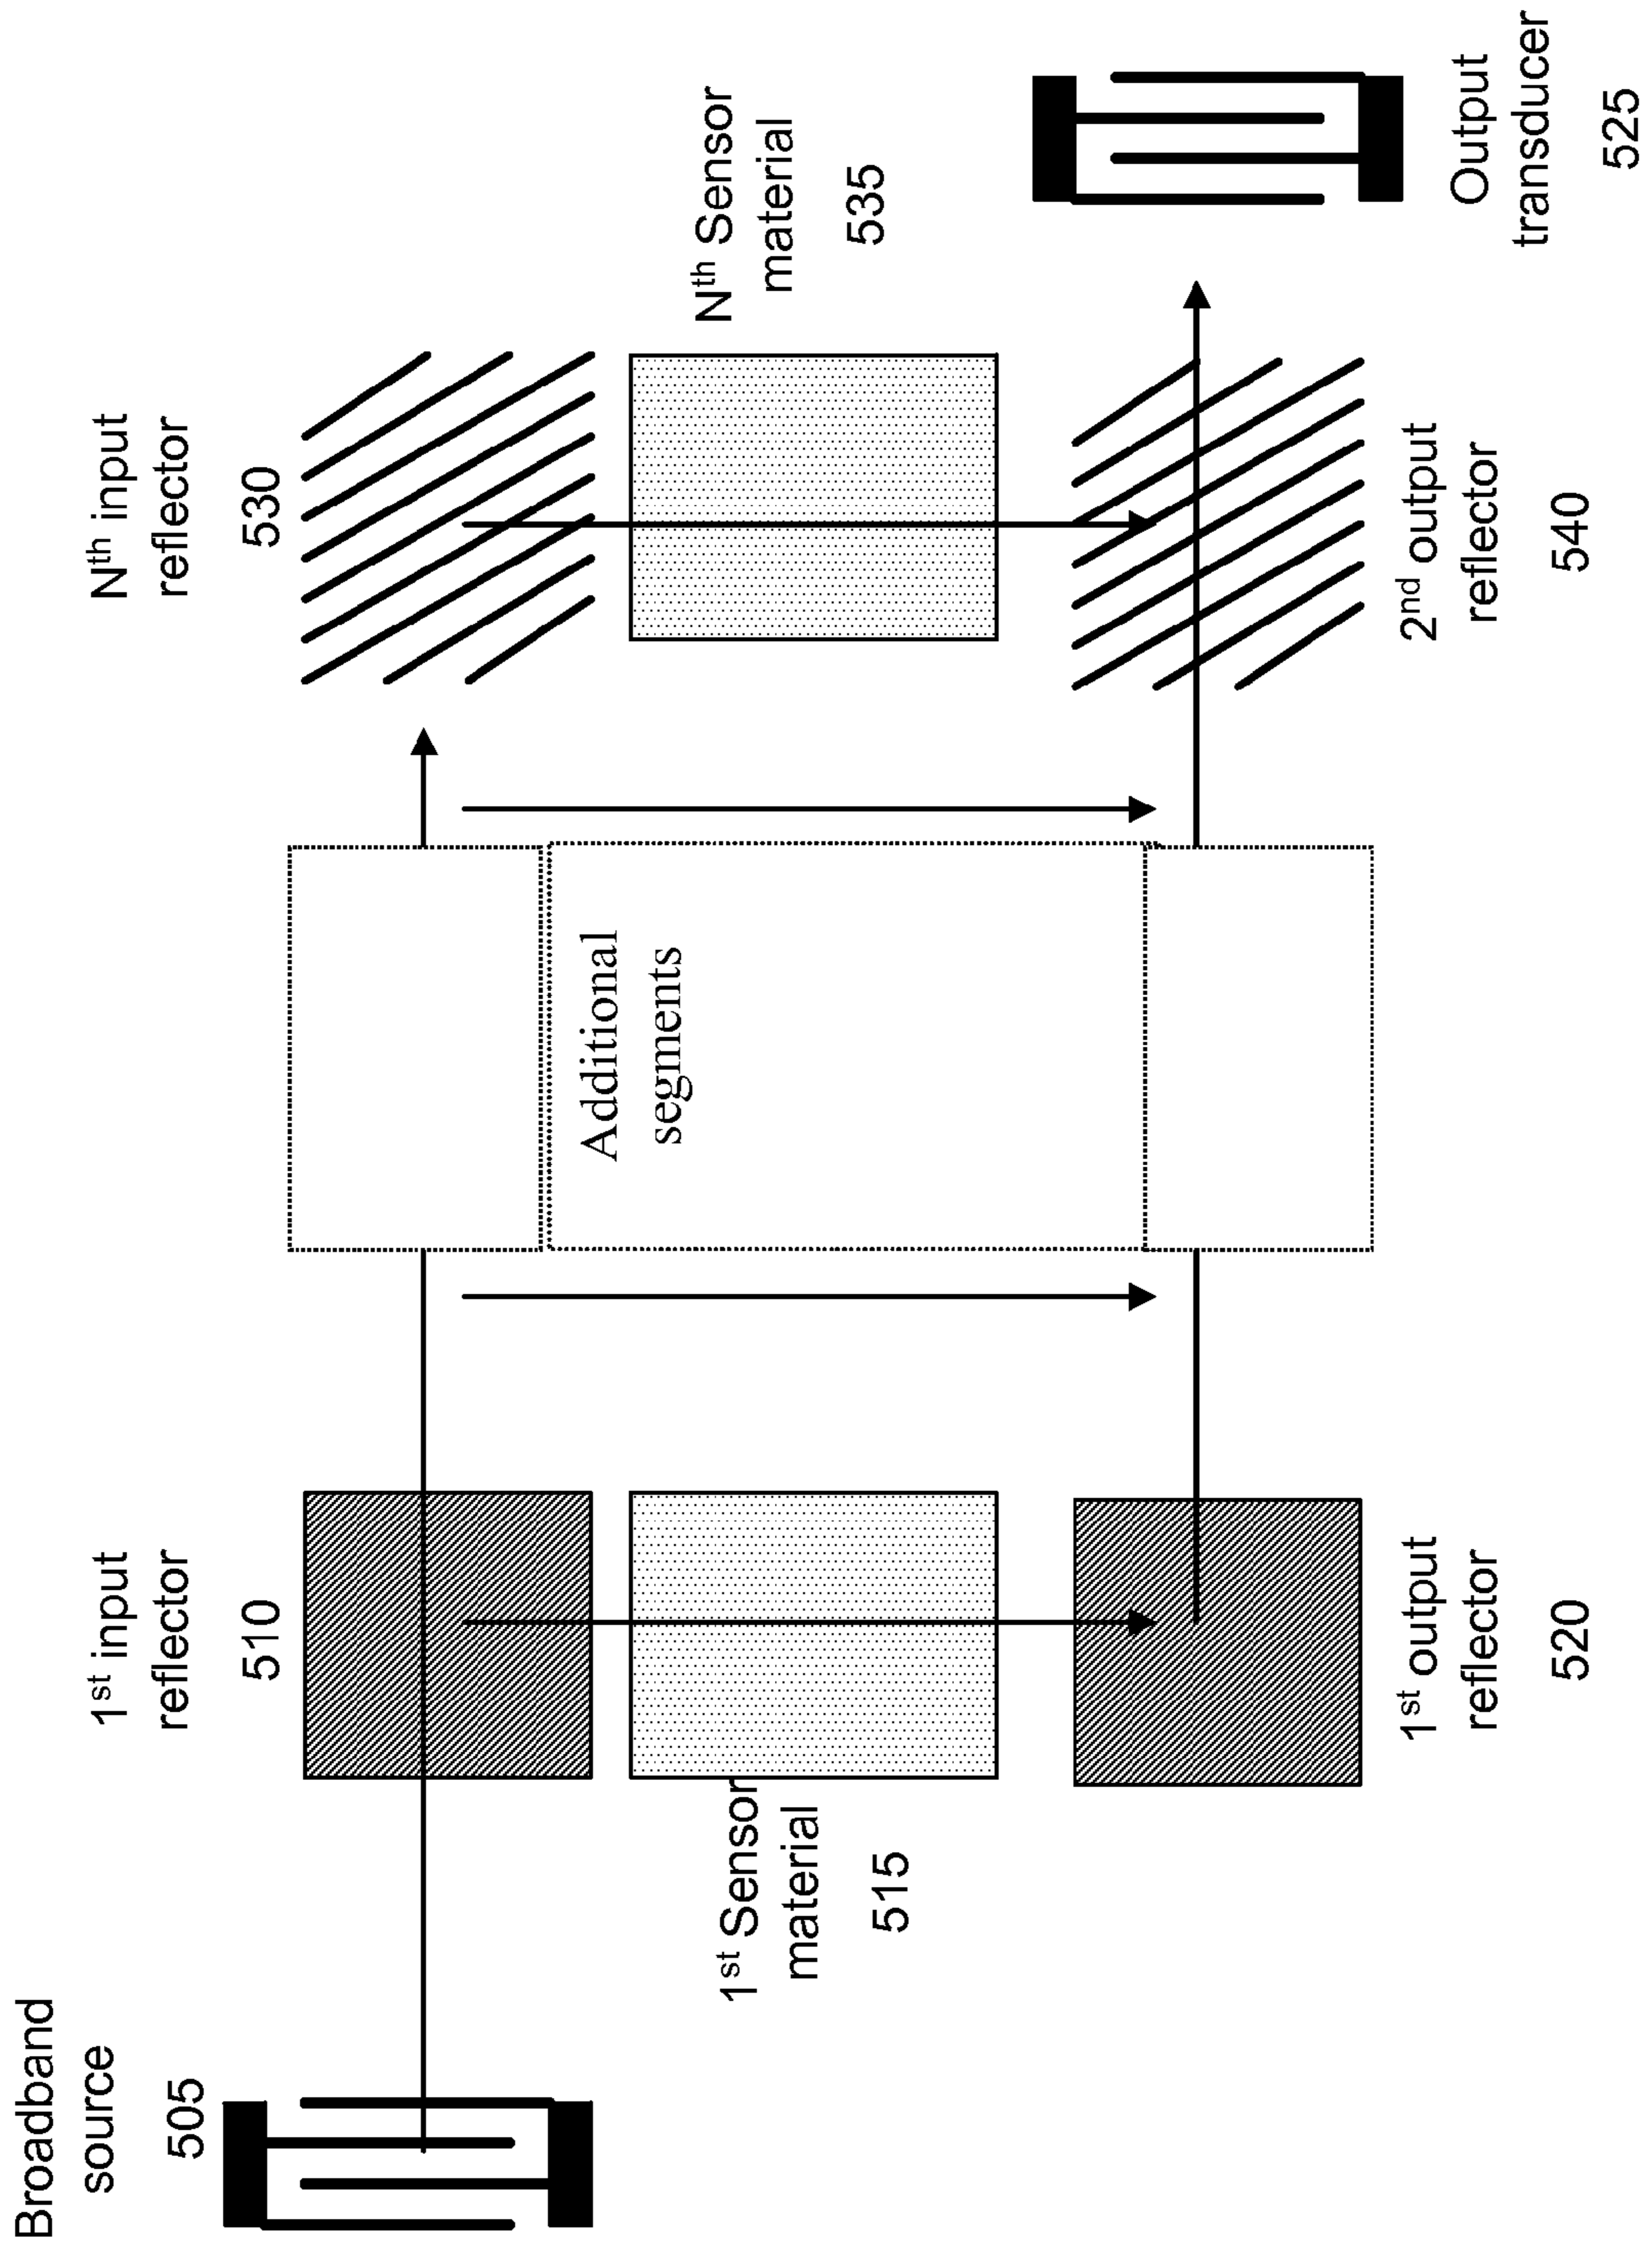 Broadband
source
505
1st input
reflector
510
Nth input
reflector
530
1st Sensor
material
515
Additional
segments
Nth Sensor
material
535
1st output
reflector
520
2nd output
reflector
540
Output
transducer
525